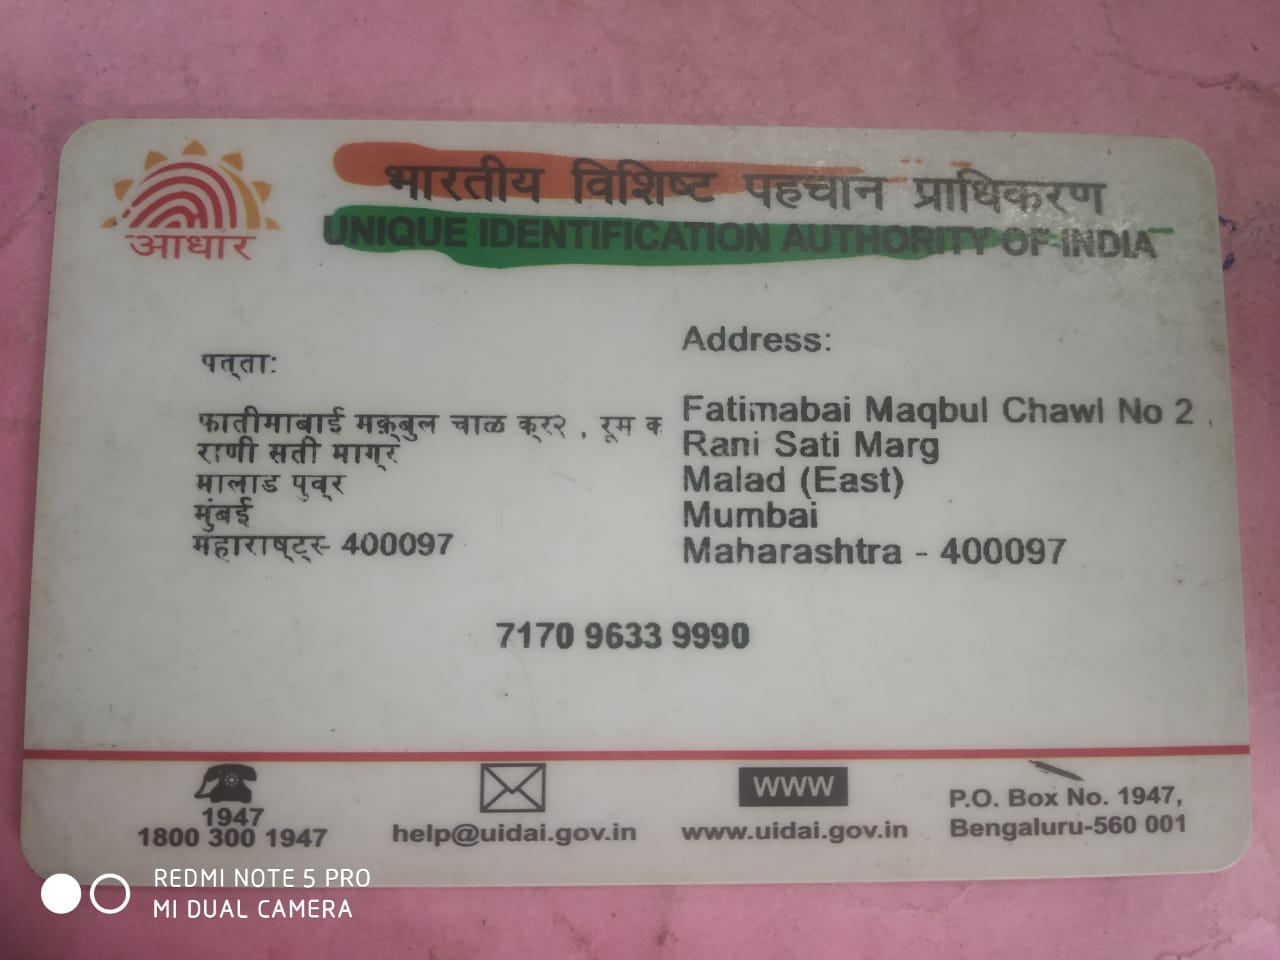 आधार
भारतीय विशिष्ट पहचान प्राधिकरण
UNIQUE IDENTIFICATION AUTHORITY OF INDIA
पत्ता:
फातीमाबाई मक़्बुल चाळ क्र२ , रूम क
राणी सती माग्र
मालाड पुव्र
मुंबई
महाराष्ट्र- 400097
Address:
Fatimabai Maqbul Chawl No 2 ,
Rani Sati Marg
Malad (East)
Mumbai
Maharashtra - 400097
7170 9633 9990
1947
1800 300 1947
help@uidai.gov.in
WWW
www.uidai.gov.in
P.O. Box No. 1947,
Bengaluru-560 001
REDMI NOTE 5 PRO
MI DUAL CAMERA